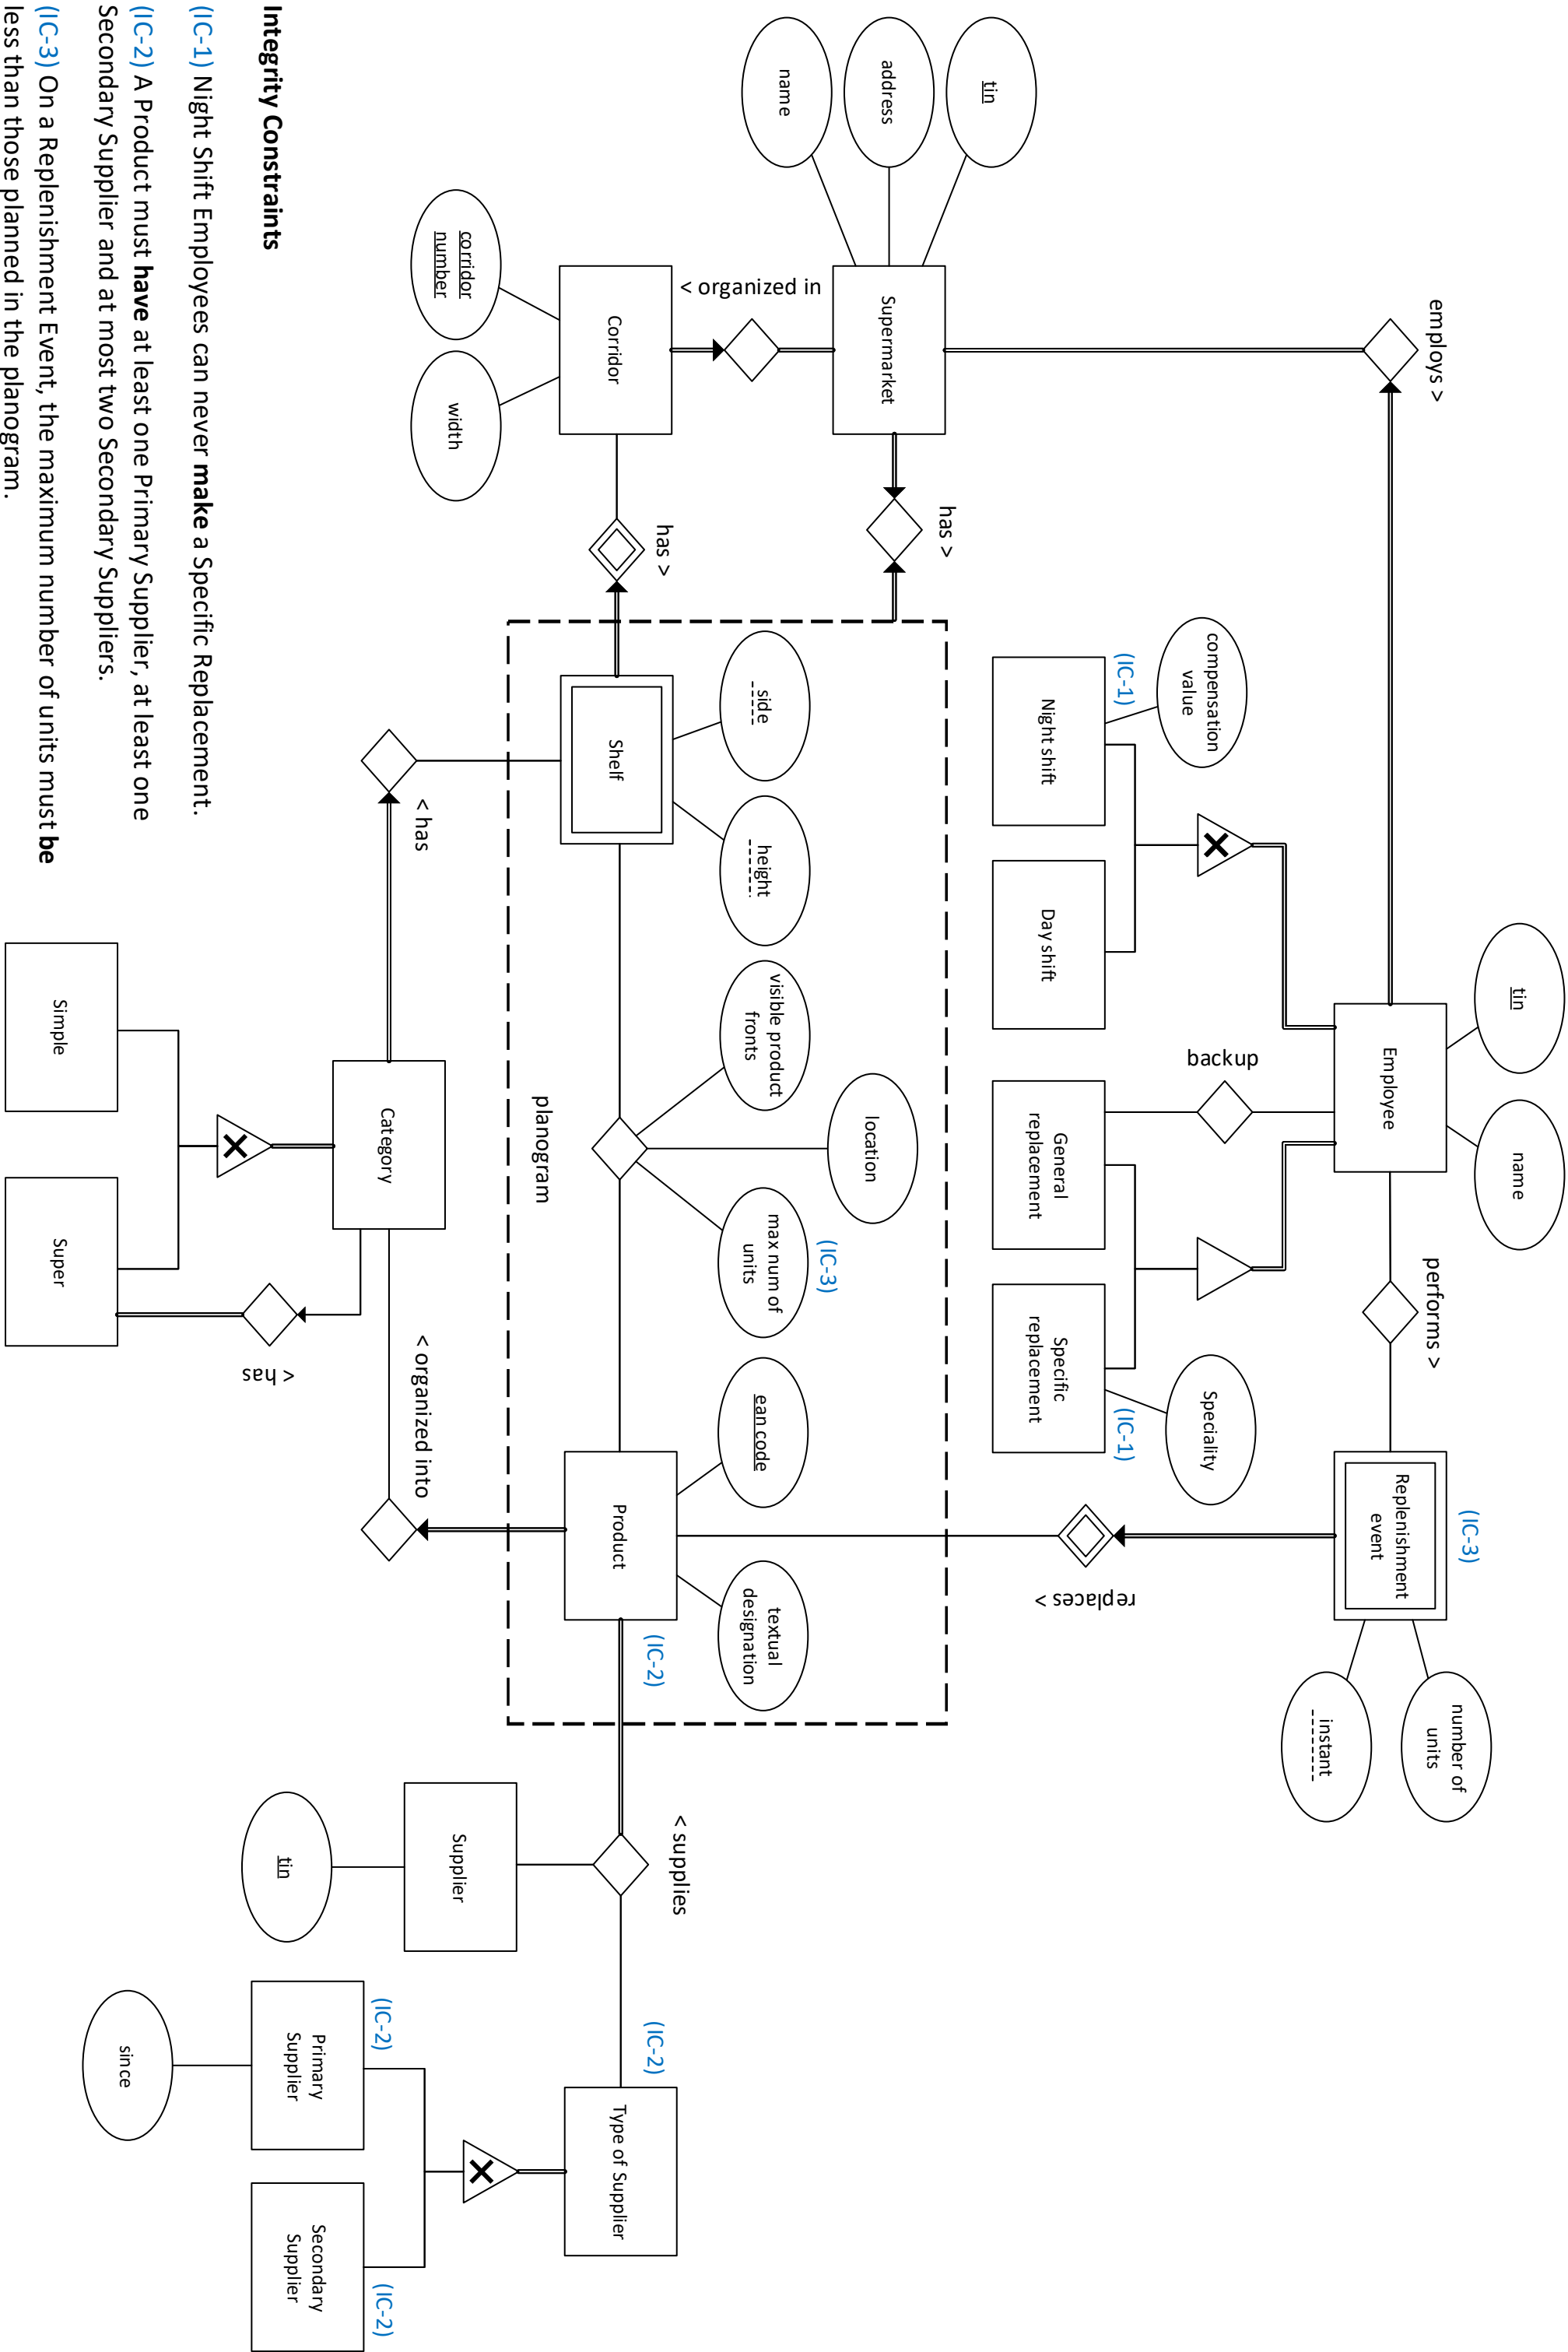 tin
name
(IC-3)
number of
units
employs >
performs >
Employee
Replenishment
event
instant
backup
compensation
value
Speciality
(IC-1)
(IC-1)
Night shift
Day shift
General
replacement
Specific
replacement
replaces >
tin
has >
address
Supermarket
location
(IC-3)
name
side
height
visible product
fronts
max num of
units
ean code
textual
designation
< organized in
has >
(IC-2)
< supplies
(IC-2)
Corridor
Shelf
Product
Type of Supplier
planogram
corridor
number
width
Supplier
< has
< organized into
Category
(IC-2)
(IC-2)
tin
Primary
Supplier
Secondary
Supplier
< has
since
Simple
Super
Integrity Constraints
(IC-1) Night Shift Employees can never make a Specific Replacement.
(IC-2) A Product must have at least one Primary Supplier, at least one
Secondary Supplier and at most two Secondary Suppliers.
(IC-3) On a Replenishment Event, the maximum number of units must be
less than those planned in the planogram.